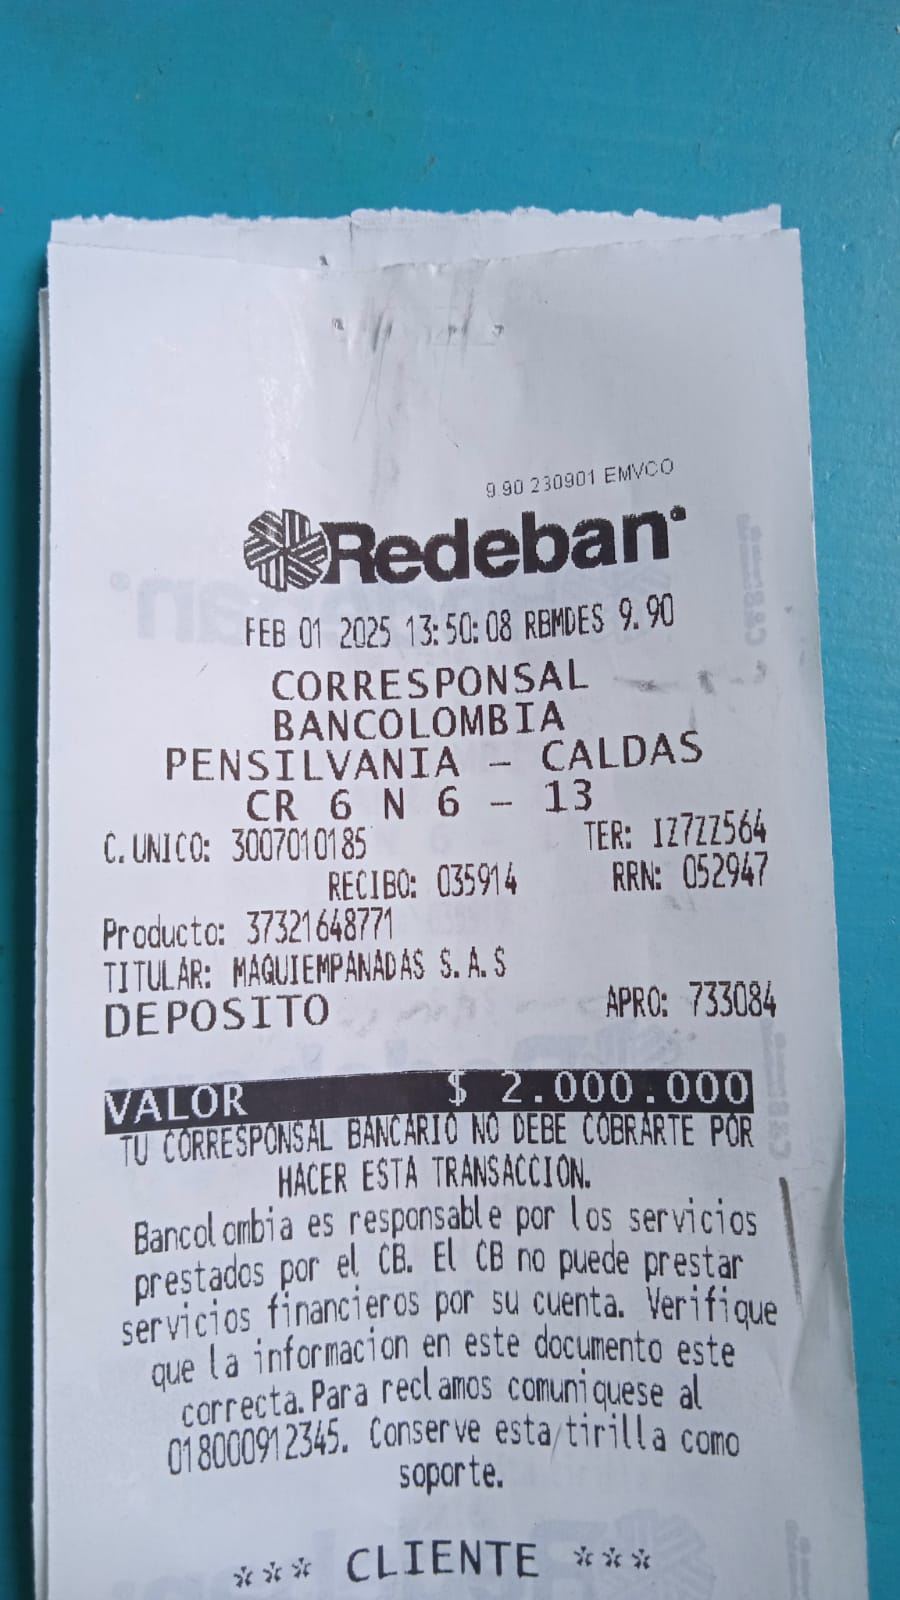 9.90 230901 EMVCO
Redeban
FEB 01 2025 13:50:08 RBMDES 9.90
CORRESPONSAL
BANCOLOMBIA
PENSILVANIA - CALDAS
CR 6 N 6 - 13
C.UNICO: 3007010185 TER: IZ7ZZ564
RECIBO: 035914 RRN: 052947
Producto: 37321648771
TITULAR: MAQUIEMPANADAS S.A.S
DEPOSITO APRO: 733084
VALOR $ 2.000.000
TU CORRESPONSAL BANCARIO NO DEBE COBRARTE POR
HACER ESTA TRANSACCION.
Bancolombia es responsable por los servicios
prestados por el CB. El CB no puede prestar
servicios financieros por su cuenta. Verifique
que la informacion en este documento este
correcta.Para reclamos comuniquese al
018000912345. Conserve esta tirilla como
soporte.
*** CLIENTE ***